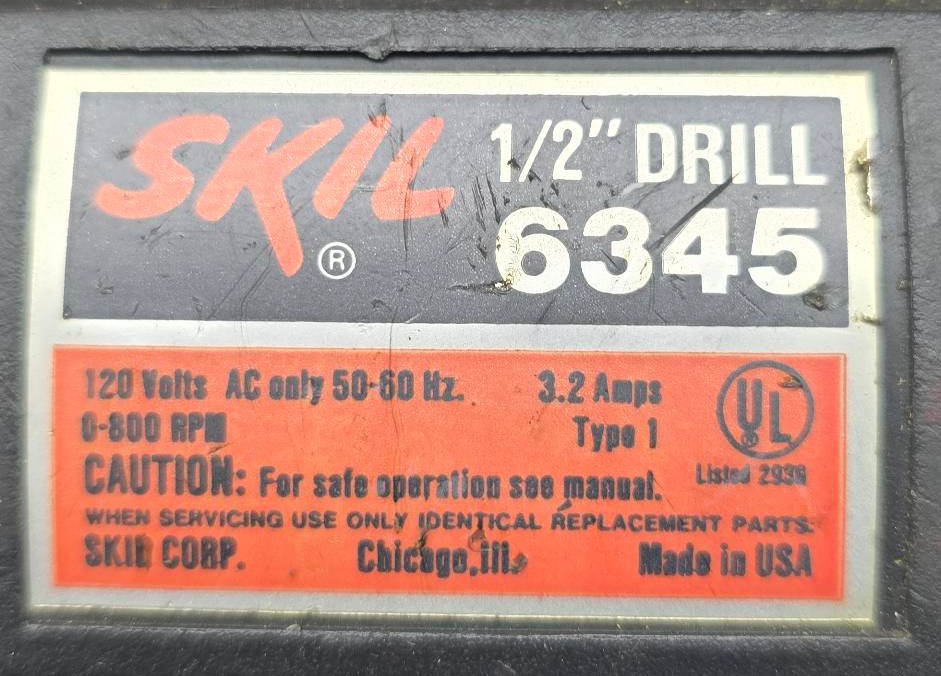 SKIL ® 1/2" DRILL
6345
120 Volts AC only 50-60 Hz. 3.2 Amps
0-800 RPM Type 1
UL
Listed 293B
CAUTION: For safe operation see manual.
WHEN SERVICING USE ONLY IDENTICAL REPLACEMENT PARTS.
SKIL CORP. Chicago,Ill. Made in USA